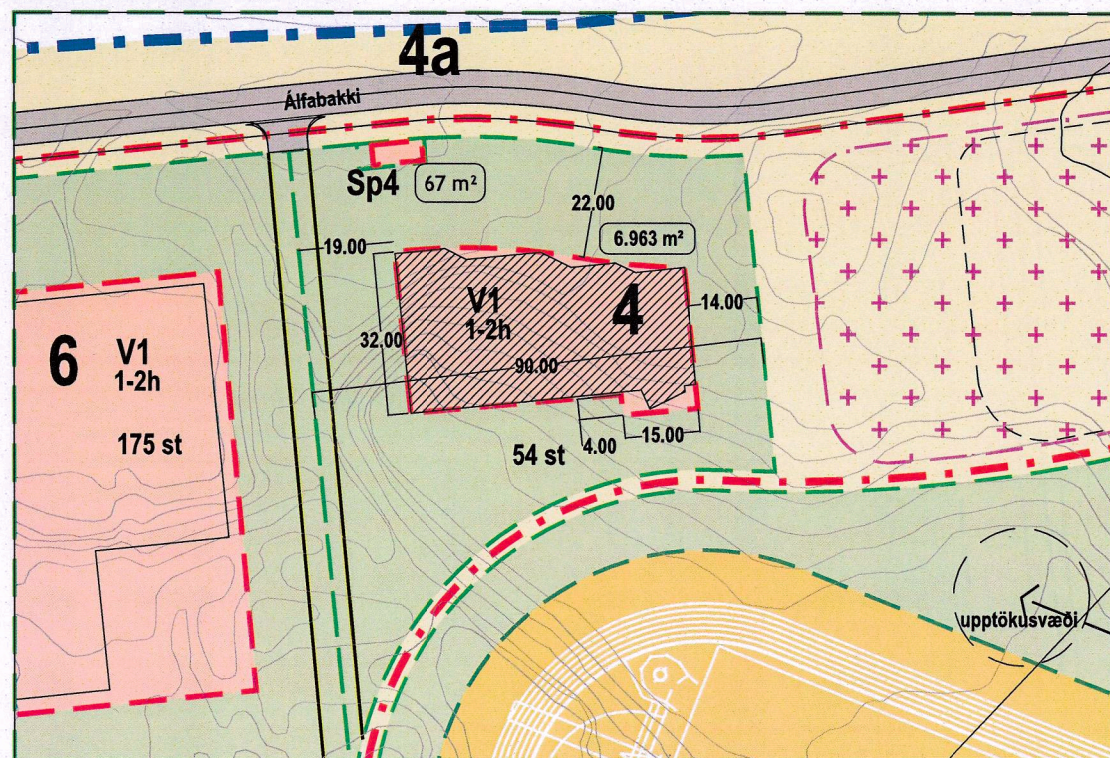 4a
Álfabakki
Sp4
67 m²
22.00
6.963 m²
19.00
V1
1-2h
4
14.00
32.00
90.00
6
V1
1-2h
175 st
54 st
4.00
15.00
upptökusvæði